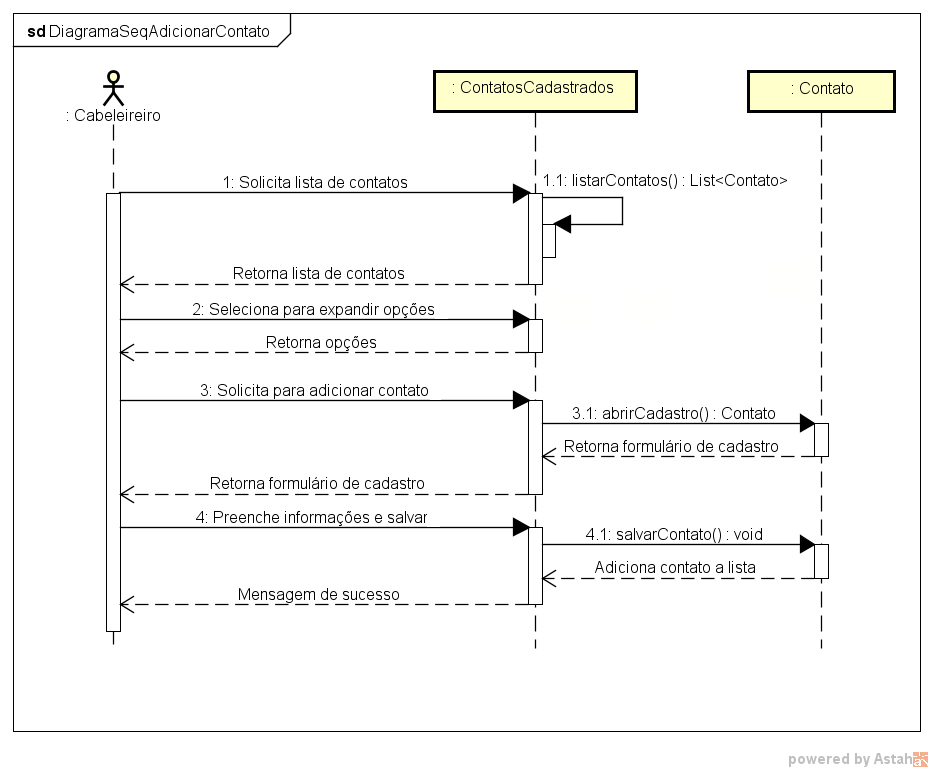 sd DiagramaSeqAdicionarContato
: Cabeleireiro
: ContatosCadastrados
: Contato
1: Solicita lista de contatos
1.1: listarContatos() : List<Contato>
Retorna lista de contatos
2: Seleciona para expandir opções
Retorna opções
3: Solicita para adicionar contato
3.1: abrirCadastro() : Contato
Retorna formulário de cadastro
Retorna formulário de cadastro
4: Preenche informações e salvar
4.1: salvarContato() : void
Adiciona contato a lista
Mensagem de sucesso
powered by Astah